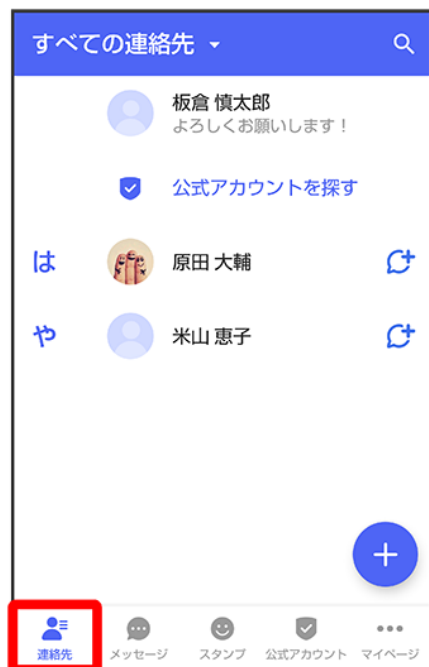 すべての連絡先
板倉 慎太郎
よろしくお願いします！
公式アカウントを探す
は
原田 大輔
や
米山 恵子
連絡先
メッセージ
スタンプ
公式アカウント
マイページ